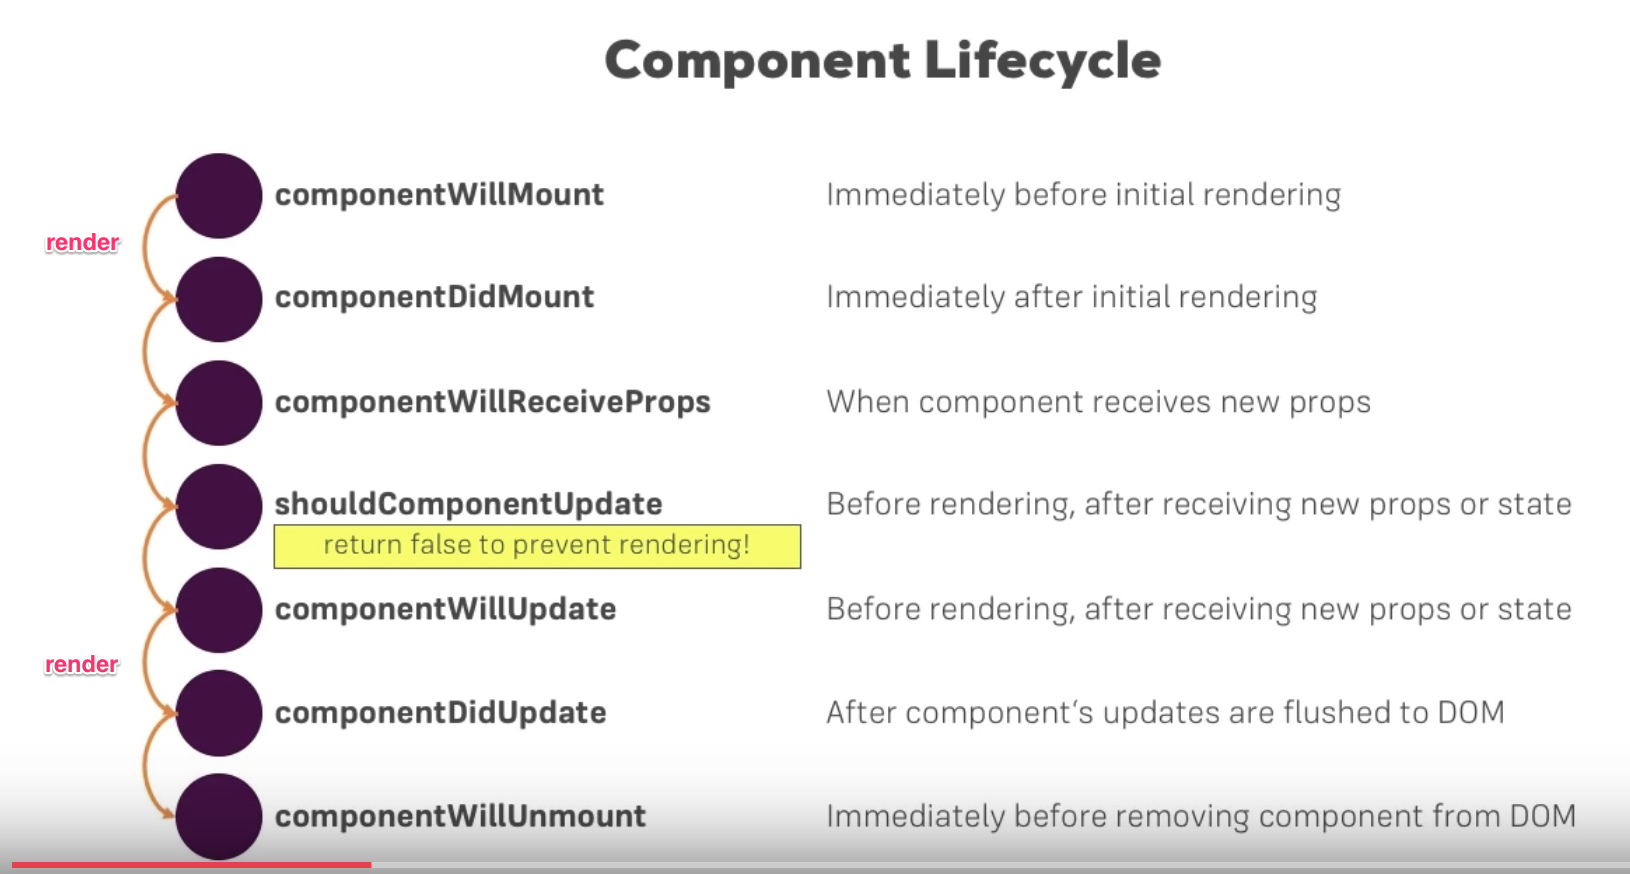 Component Lifecycle
componentWillMount Immediately before initial rendering
render
componentDidMount Immediately after initial rendering
componentWillReceiveProps When component receives new props
shouldComponentUpdate Before rendering, after receiving new props or state
return false to prevent rendering!
componentWillUpdate Before rendering, after receiving new props or state
render
componentDidUpdate After component’s updates are flushed to DOM
componentWillUnmount Immediately before removing component from DOM